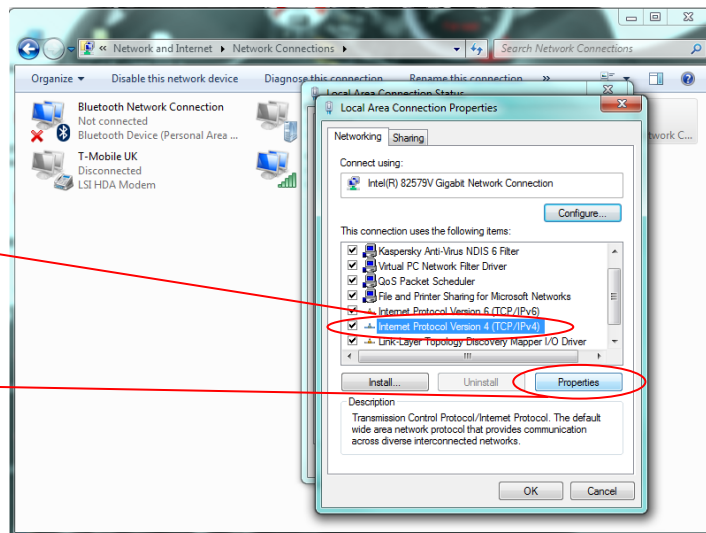 « Network and Internet ▸ Network Connections ▸
Search Network Connections
Organize ▾ Disable this network device Diagnose this connection Rename this connection »
Bluetooth Network Connection
Not connected
Bluetooth Device (Personal Area ...
T-Mobile UK
Disconnected
LSI HDA Modem
twork C...
Local Area Connection Status
Local Area Connection Properties
Networking Sharing
Connect using:
Intel(R) 82579V Gigabit Network Connection
Configure...
This connection uses the following items:
Kaspersky Anti-Virus NDIS 6 Filter
Virtual PC Network Filter Driver
QoS Packet Scheduler
File and Printer Sharing for Microsoft Networks
Internet Protocol Version 6 (TCP/IPv6)
Internet Protocol Version 4 (TCP/IPv4)
Link-Layer Topology Discovery Mapper I/O Driver
Install... Uninstall Properties
Description
Transmission Control Protocol/Internet Protocol. The default
wide area network protocol that provides communication
across diverse interconnected networks.
OK Cancel